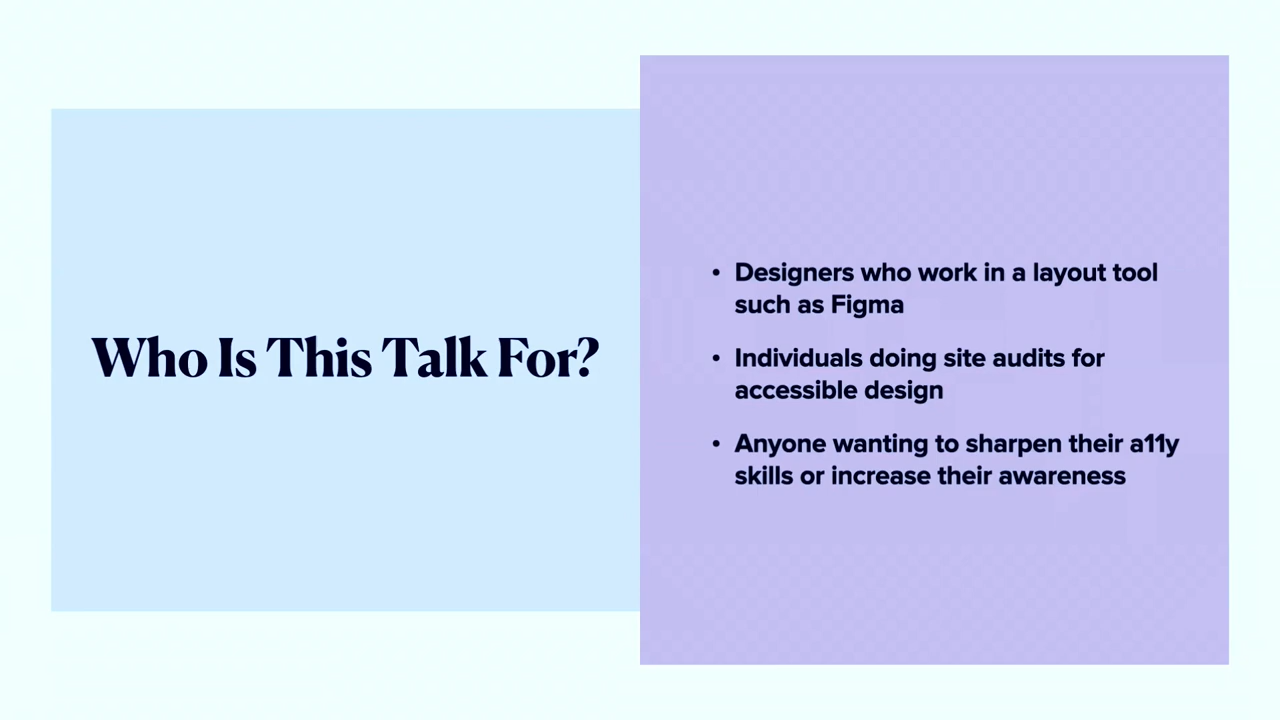 Who Is This Talk For?
• Designers who work in a layout tool
such as Figma
• Individuals doing site audits for
accessible design
• Anyone wanting to sharpen their a11y
skills or increase their awareness